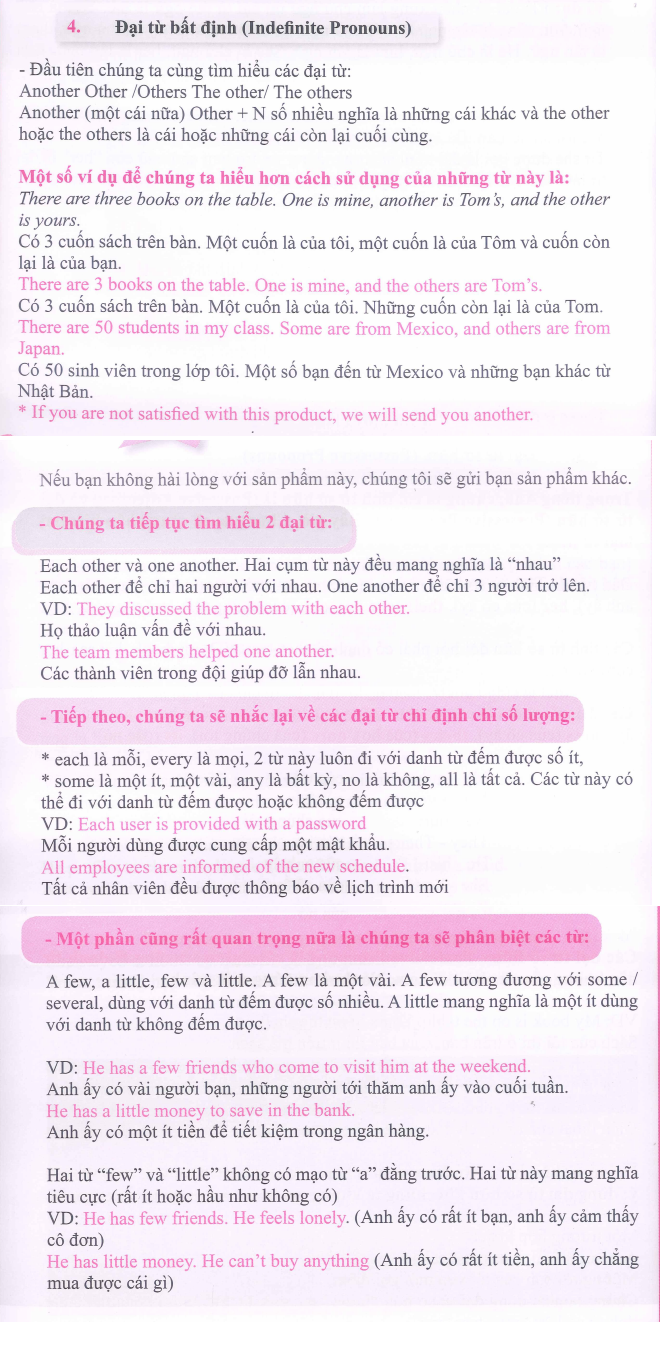 4. Đại từ bất định (Indefinite Pronouns)
- Đầu tiên chúng ta cùng tìm hiểu các đại từ:
Another Other /Others The other/ The others
Another (một cái nữa) Other + N số nhiều nghĩa là những cái khác và the other
hoặc the others là cái hoặc những cái còn lại cuối cùng.
Một số ví dụ để chúng ta hiểu hơn cách sử dụng của những từ này là:
There are three books on the table. One is mine, another is Tom's, and the other
is yours.
Có 3 cuốn sách trên bàn. Một cuốn là của tôi, một cuốn là của Tôm và cuốn còn
lại là của bạn.
There are 3 books on the table. One is mine, and the others are Tom's.
Có 3 cuốn sách trên bàn. Một cuốn là của tôi. Những cuốn còn lại là của Tom.
There are 50 students in my class. Some are from Mexico, and others are from
Japan.
Có 50 sinh viên trong lớp tôi. Một số bạn đến từ Mexico và những bạn khác từ
Nhật Bản.
* If you are not satisfied with this product, we will send you another.
Nếu bạn không hài lòng với sản phẩm này, chúng tôi sẽ gửi bạn sản phẩm khác.
- Chúng ta tiếp tục tìm hiểu 2 đại từ:
Each other và one another. Hai cụm từ này đều mang nghĩa là “nhau”
Each other để chỉ hai người với nhau. One another để chỉ 3 người trở lên.
VD: They discussed the problem with each other.
Họ thảo luận vấn đề với nhau.
The team members helped one another.
Các thành viên trong đội giúp đỡ lẫn nhau.
- Tiếp theo, chúng ta sẽ nhắc lại về các đại từ chỉ định chỉ số lượng:
* each là mỗi, every là mọi, 2 từ này luôn đi với danh từ đếm được số ít,
* some là một ít, một vài, any là bất kỳ, no là không, all là tất cả. Các từ này có
thể đi với danh từ đếm được hoặc không đếm được
VD: Each user is provided with a password
Mỗi người dùng được cung cấp một mật khẩu.
All employees are informed of the new schedule.
Tất cả nhân viên đều được thông báo về lịch trình mới
- Một phần cũng rất quan trọng nữa là chúng ta sẽ phân biệt các từ:
A few, a little, few và little. A few là một vài. A few tương đương với some /
several, dùng với danh từ đếm được số nhiều. A little mang nghĩa là một ít dùng
với danh từ không đếm được.
VD: He has a few friends who come to visit him at the weekend.
Anh ấy có vài người bạn, những người tới thăm anh ấy vào cuối tuần.
He has a little money to save in the bank.
Anh ấy có một ít tiền để tiết kiệm trong ngân hàng.
Hai từ “few” và “little” không có mạo từ “a” đằng trước. Hai từ này mang nghĩa
tiêu cực (rất ít hoặc hầu như không có)
VD: He has few friends. He feels lonely. (Anh ấy có rất ít bạn, anh ấy cảm thấy
cô đơn)
He has little money. He can't buy anything (Anh ấy có rất ít tiền, anh ấy chẳng
mua được cái gì)